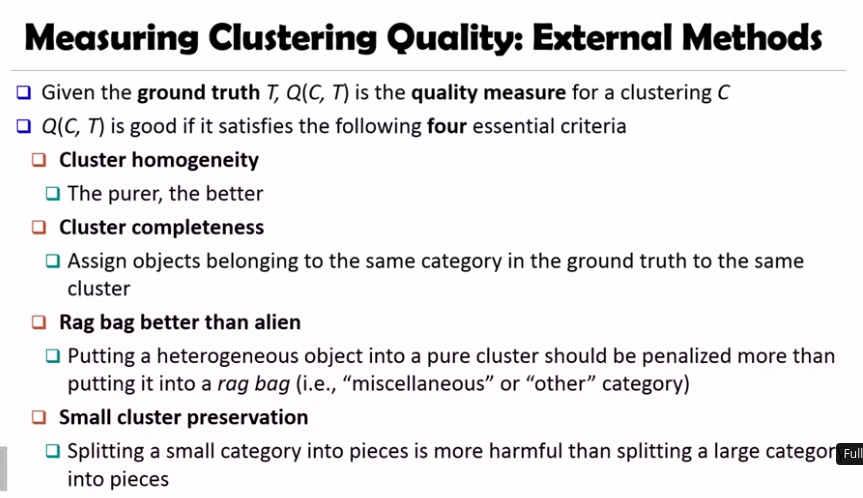 Measuring Clustering Quality: External Methods
Given the ground truth T, Q(C, T) is the quality measure for a clustering C
Q(C, T) is good if it satisfies the following four essential criteria
Cluster homogeneity
The purer, the better
Cluster completeness
Assign objects belonging to the same category in the ground truth to the same
cluster
Rag bag better than alien
Putting a heterogeneous object into a pure cluster should be penalized more than
putting it into a rag bag (i.e., “miscellaneous” or “other” category)
Small cluster preservation
Splitting a small category into pieces is more harmful than splitting a large categor
Full
into pieces